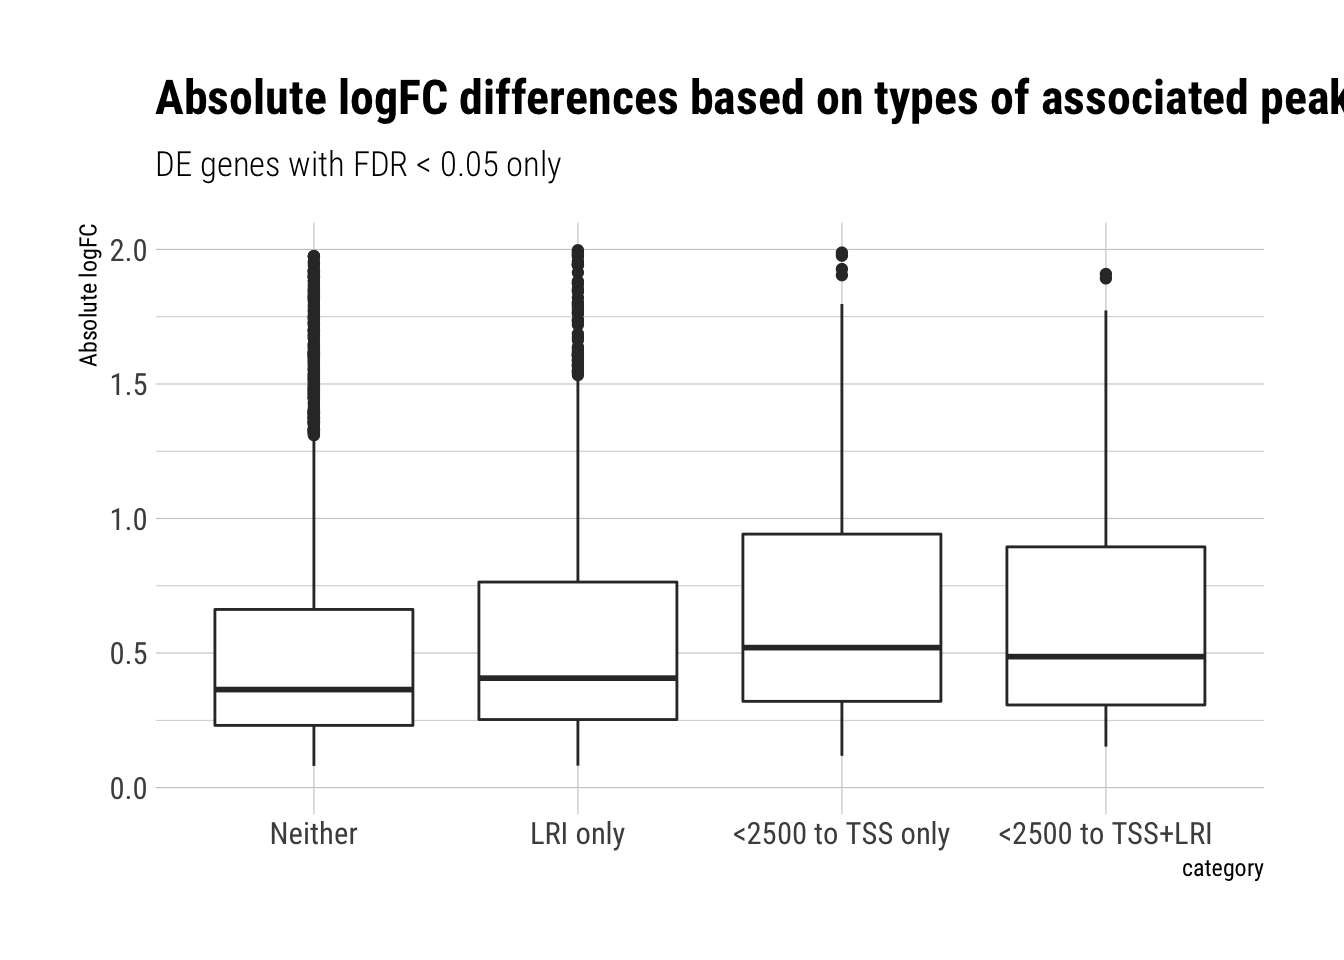 Absolute logFC differences based on types of associated peak
DE genes with FDR < 0.05 only
Absolute logFC
2.0
1.5
1.0
0.5
0.0
Neither LRI only <2500 to TSS only <2500 to TSS+LRI
category